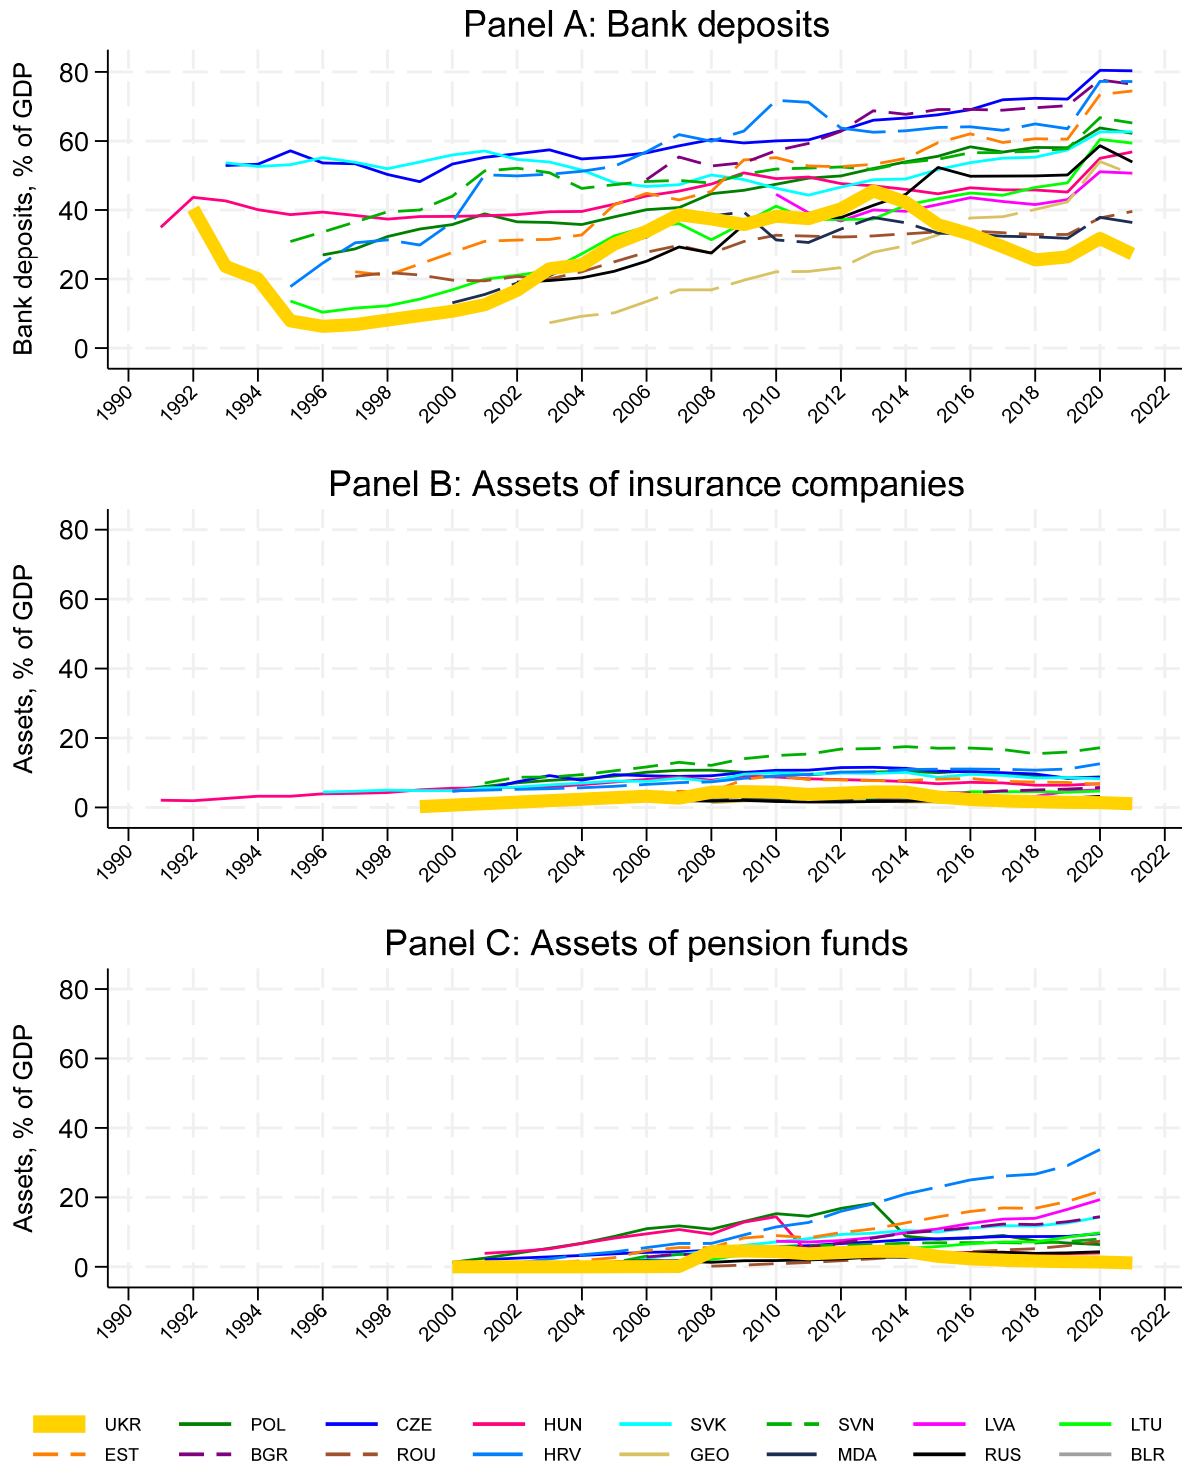 Panel A: Bank deposits
Bank deposits, % of GDP
80
60
40
20
0
1990 1992 1994 1996 1998 2000 2002 2004 2006 2008 2010 2012 2014 2016 2018 2020 2022
Panel B: Assets of insurance companies
Assets, % of GDP
80
60
40
20
0
1990 1992 1994 1996 1998 2000 2002 2004 2006 2008 2010 2012 2014 2016 2018 2020 2022
Panel C: Assets of pension funds
Assets, % of GDP
80
60
40
20
0
1990 1992 1994 1996 1998 2000 2002 2004 2006 2008 2010 2012 2014 2016 2018 2020 2022
UKR POL CZE HUN SVK SVN LVA LTU
EST BGR ROU HRV GEO MDA RUS BLR